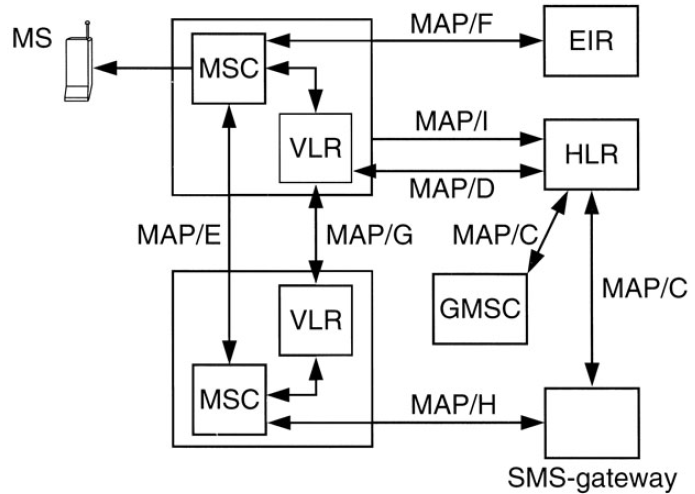 MS
MSC
MAP/F
EIR
VLR
MAP/I
HLR
MAP/D
MAP/E
MAP/G
MAP/C
GMSC
MAP/C
VLR
MSC
MAP/H
SMS-gateway